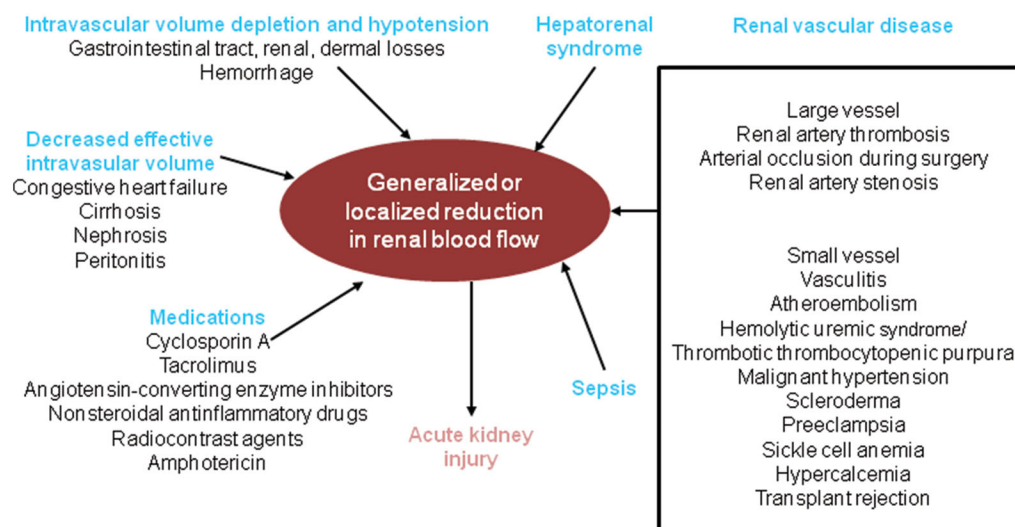 Intravascular volume depletion and hypotension
Gastrointestinal tract, renal, dermal losses
Hemorrhage
Hepatorenal
syndrome
Renal vascular disease
Decreased effective
intravasular volume
Congestive heart failure
Cirrhosis
Nephrosis
Peritonitis
Generalized or
localized reduction
in renal blood flow
Large vessel
Renal artery thrombosis
Arterial occlusion during surgery
Renal artery stenosis
Small vessel
Vasculitis
Atheroembolism
Hemolytic uremic syndrome/
Thrombotic thrombocytopenic purpura
Malignant hypertension
Scleroderma
Preeclampsia
Sickle cell anemia
Hypercalcemia
Transplant rejection
Medications
Cyclosporin A
Tacrolimus
Angiotensin-converting enzyme inhibitors
Nonsteroidal antinflammatory drugs
Radiocontrast agents
Amphotericin
Acute kidney
injury
Sepsis